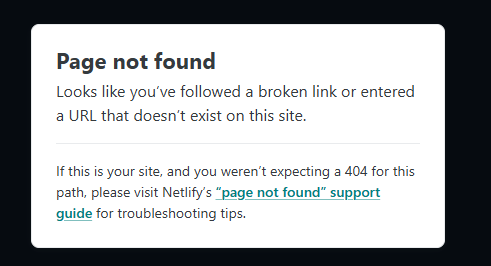 Page not found
Looks like you’ve followed a broken link or entered
a URL that doesn’t exist on this site.
If this is your site, and you weren’t expecting a 404 for this
path, please visit Netlify’s “page not found” support
guide for troubleshooting tips.